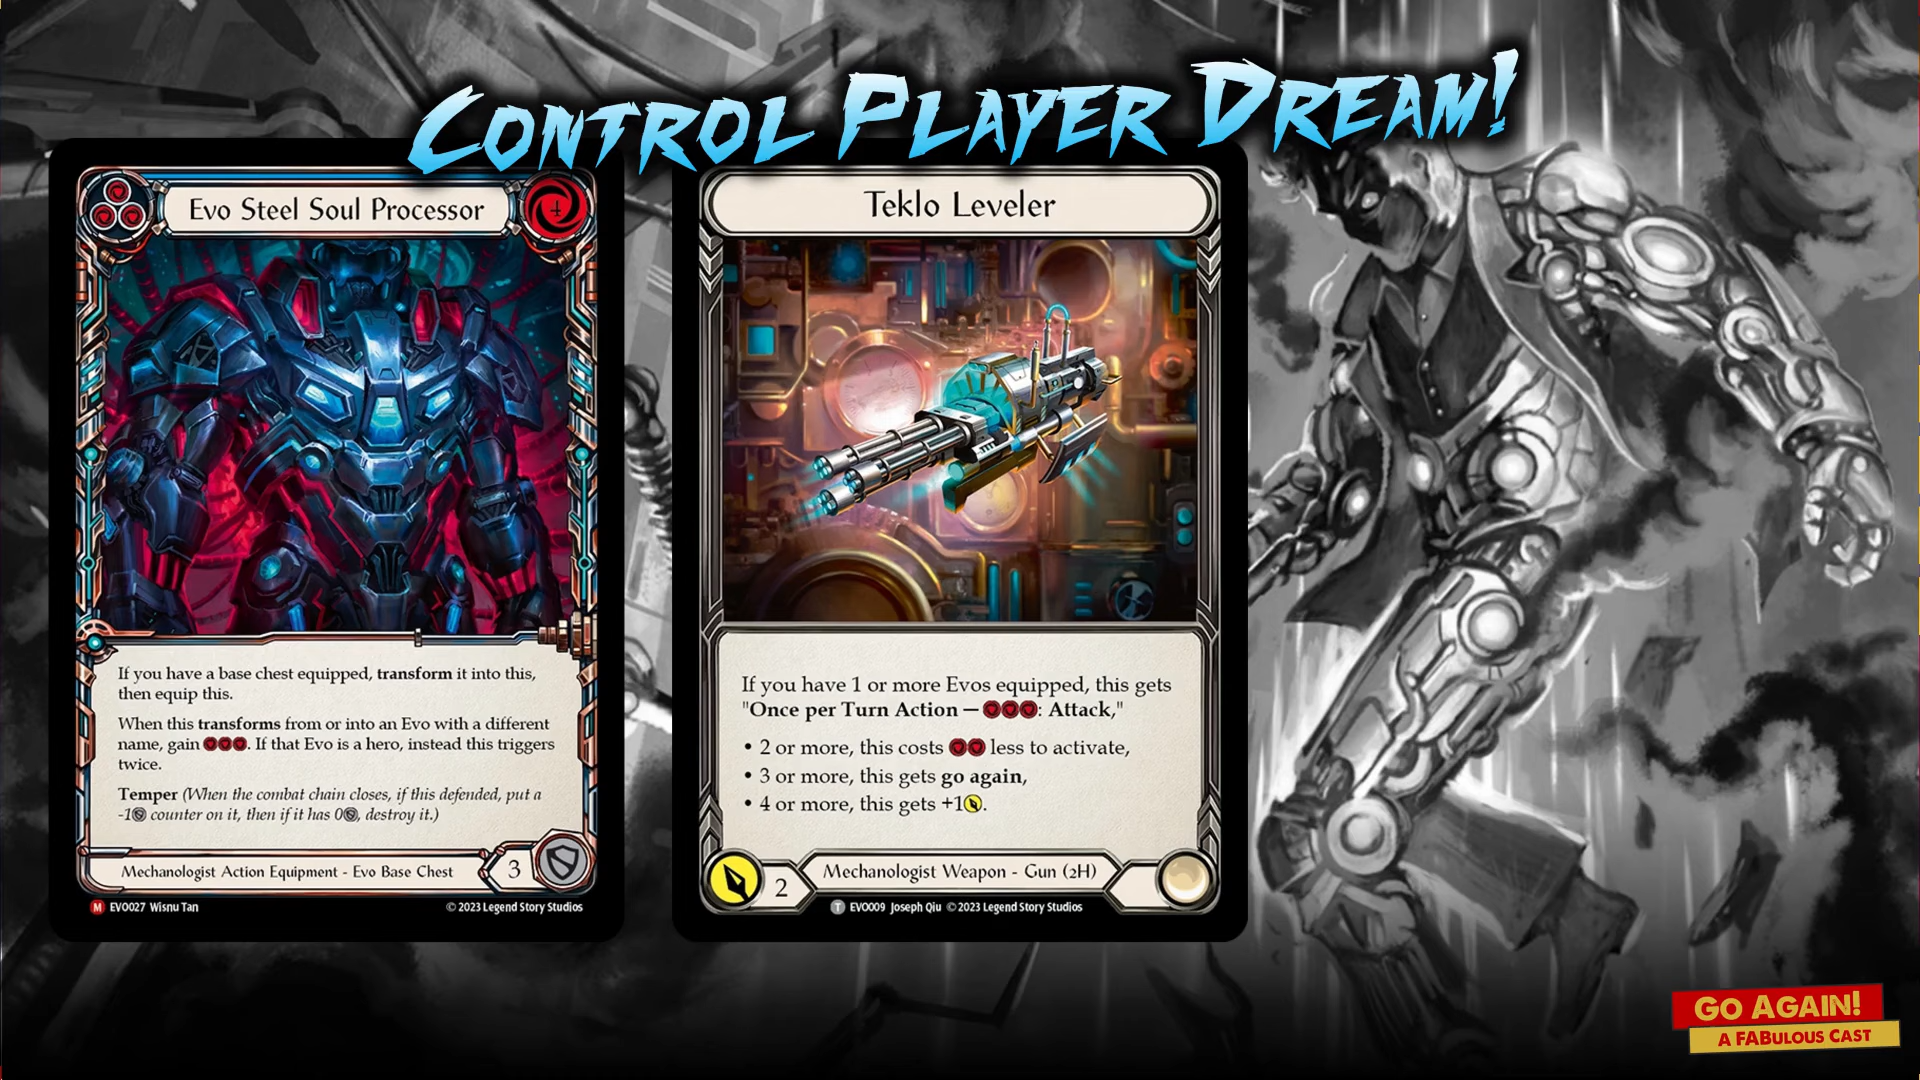 CONTROL PLAYER DREAM!
Evo Steel Soul Processor
4
If you have a base chest equipped, transform it into this,
then equip this.
When this transforms from or into an Evo with a different
name, gain . If that Evo is a hero, instead this triggers
twice.
Temper (When the combat chain closes, if this defended, put a
-1 counter on it, then if it has 0, destroy it.)
Mechanologist Action Equipment - Evo Base Chest
3
M EVO027 Wisnu Tan
© 2023 Legend Story Studios
Teklo Leveler
If you have 1 or more Evos equipped, this gets
"Once per Turn Action — : Attack,"
• 2 or more, this costs less to activate,
• 3 or more, this gets go again,
• 4 or more, this gets +1.
2
Mechanologist Weapon - Gun (2H)
T EVO009 Joseph Qiu © 2023 Legend Story Studios
GO AGAIN!
A FABULOUS CAST